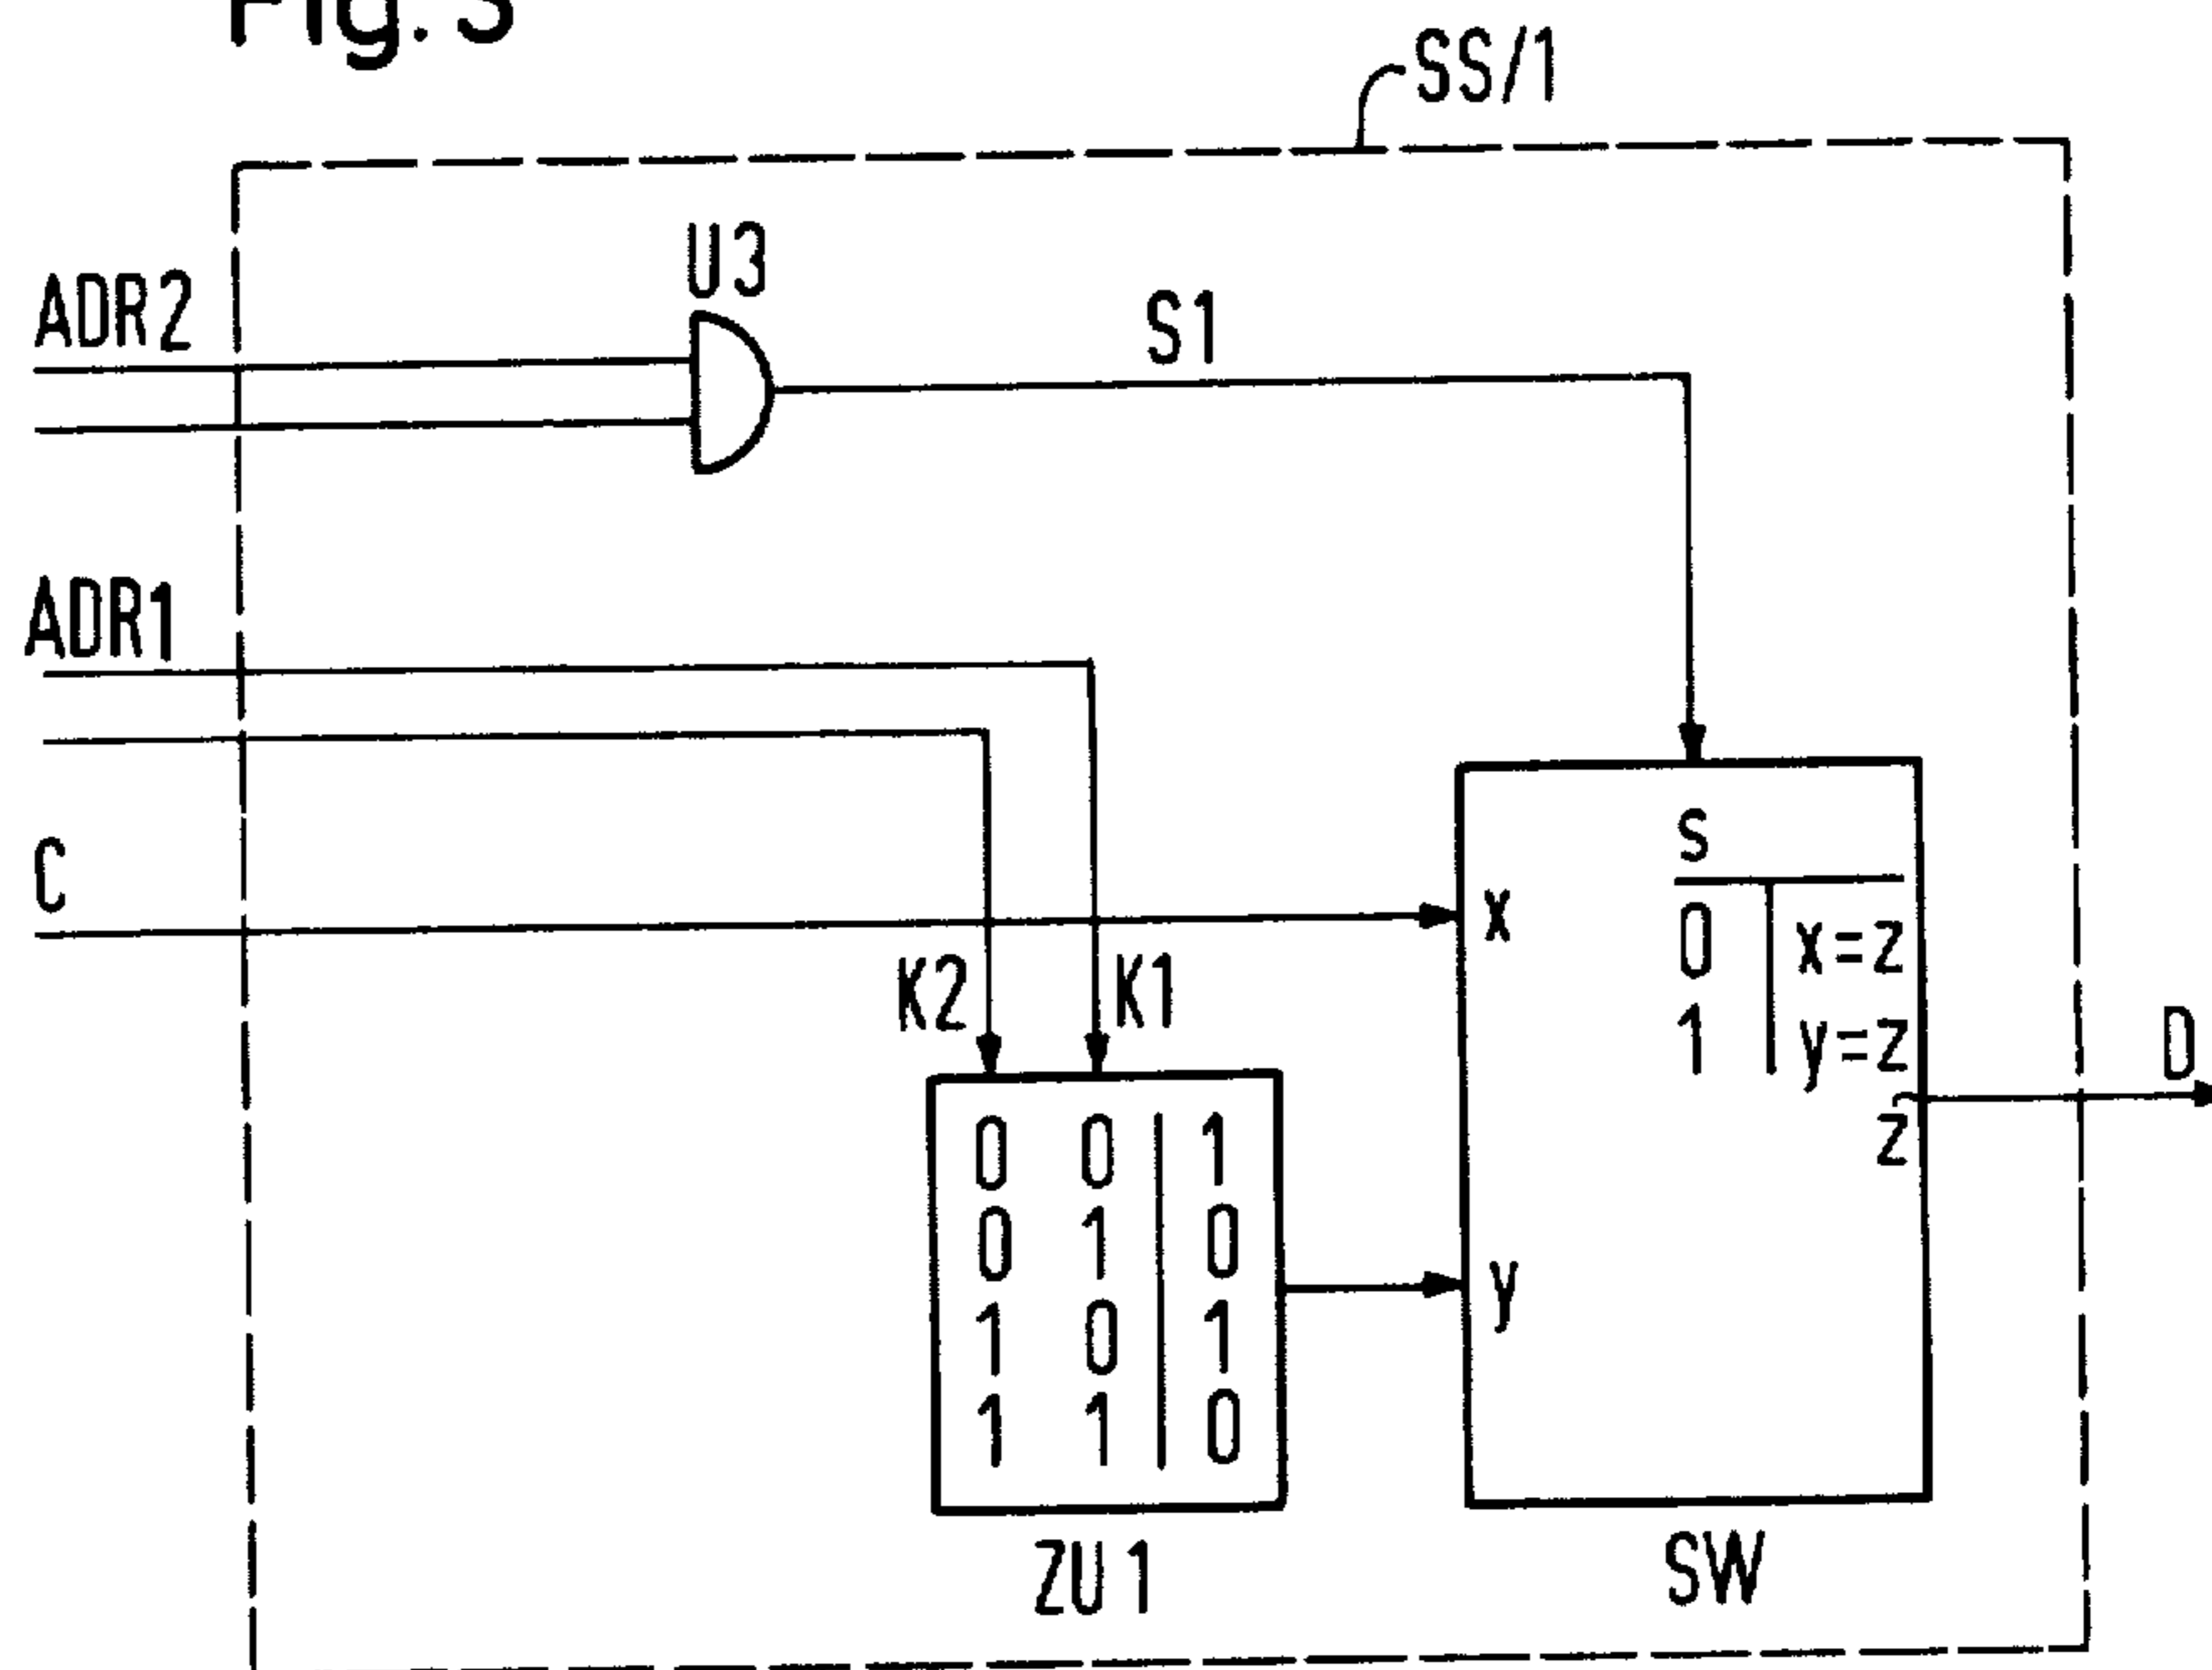 Fig. 3
SS/1
U3
ADR2
S1
ADR1
C
S
x
0 x=z
1 y=z
K2 K1
D
z
0 0 1
0 1 0
1 0 1
1 1 0
y
ZU1
SW